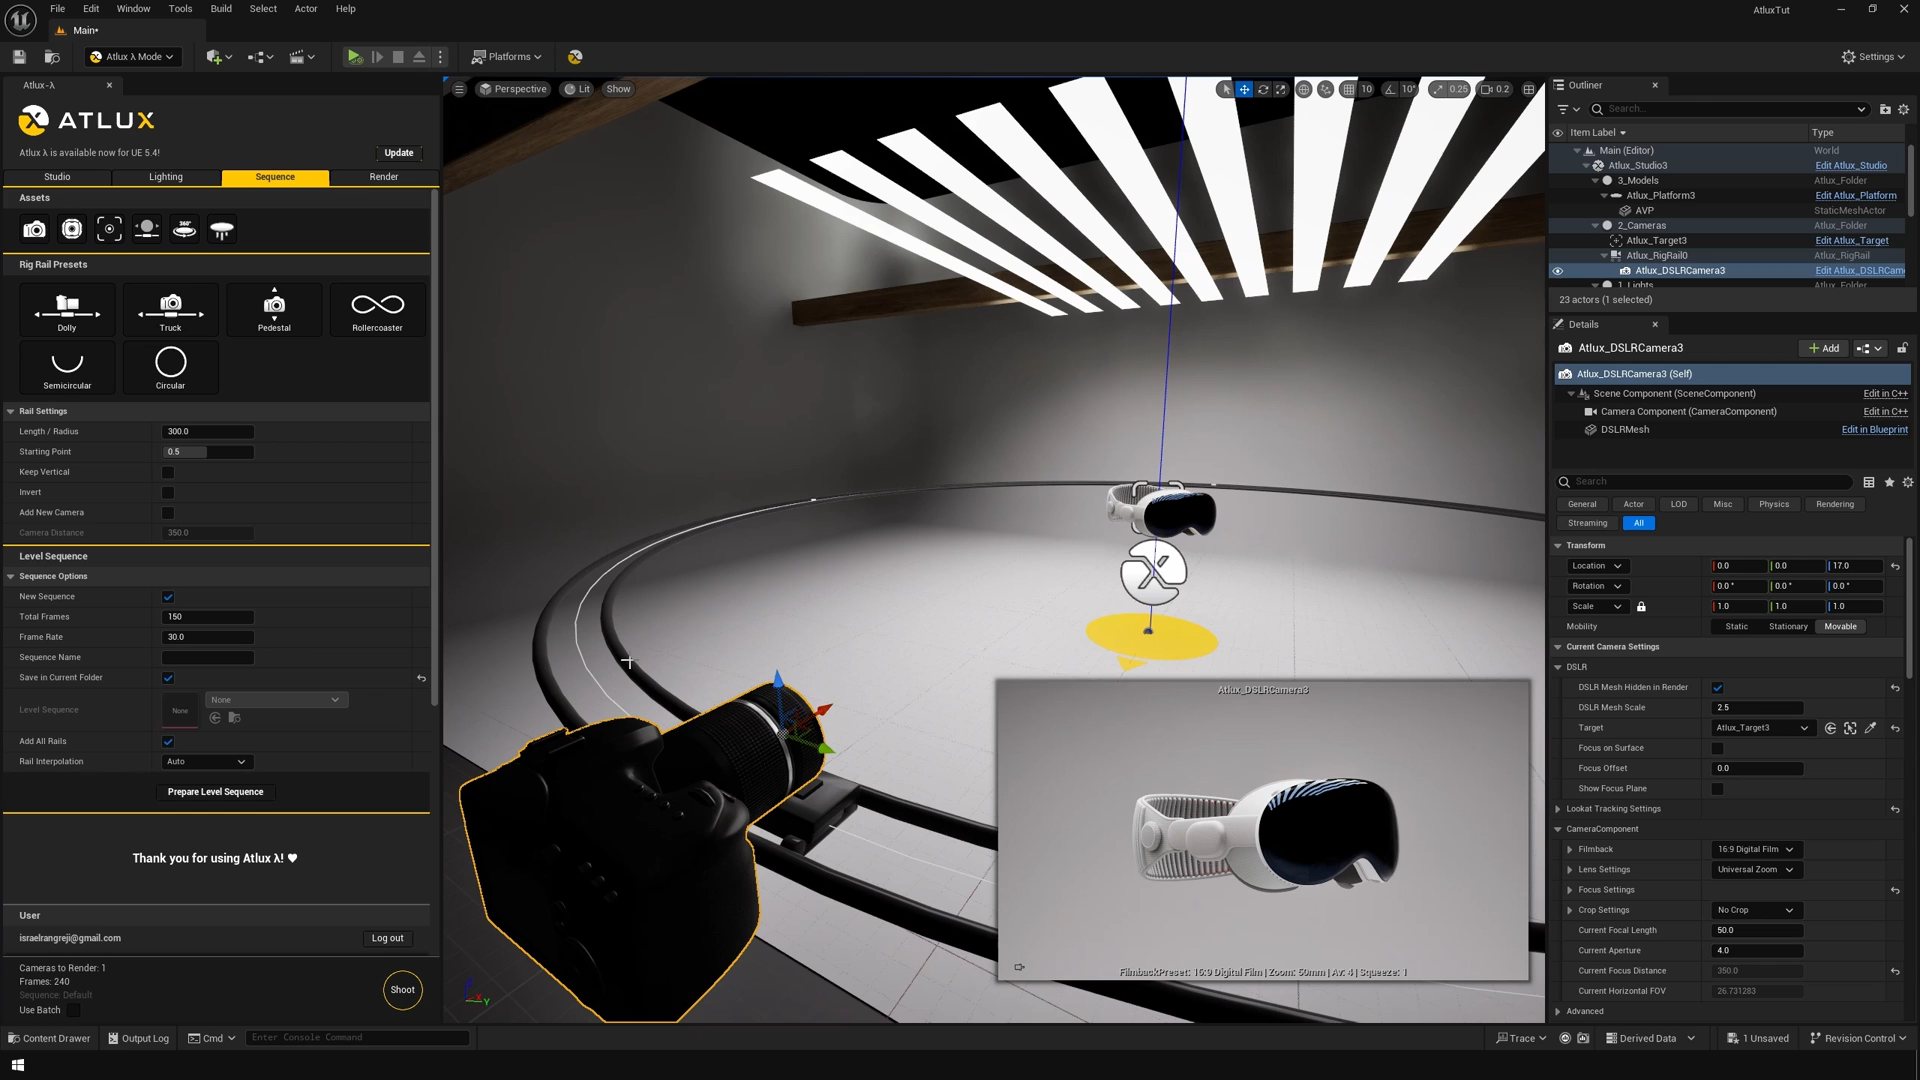 File Edit Window Tools Build Select Actor Help
AtluxTut
Main•
Atlux λ Mode
Platforms
Settings
Atlux-λ
ATLUX
Atlux λ is available now for UE 5.4!
Update
Studio Lighting Sequence Render
Assets
Rig Rail Presets
Dolly Truck Pedestal Rollercoaster
Semicircular Circular
Rail Settings
Length / Radius 300.0
Starting Point 0.5
Keep Vertical
Invert
Add New Camera
Camera Distance 350.0
Level Sequence
Sequence Options
New Sequence
Total Frames 150
Frame Rate 30.0
Sequence Name
Save in Current Folder
Level Sequence None None
Add All Rails
Rail Interpolation Auto
Prepare Level Sequence
Thank you for using Atlux λ! ♥
User
israelrangreji@gmail.com Log out
Cameras to Render: 1
Frames: 240
Sequence: Default
Use Batch
Shoot
Perspective Lit Show
10 10° 0.25 0.2
Atlux_DSLRCamera3
FilmbackPreset: 16:9 Digital Film | Zoom: 50mm | Av: 4 | Squeeze: 1
Outliner
Search...
Item Label Type
Main (Editor) World
Atlux_Studio3 Edit Atlux_Studio
3_Models Atlux_Folder
Atlux_Platform3 Edit Atlux_Platform
AVP StaticMeshActor
2_Cameras Atlux_Folder
Atlux_Target3 Edit Atlux_Target
Atlux_RigRail0 Atlux_RigRail
Atlux_DSLRCamera3 Edit Atlux_DSLRCam
1_Lights Atlux_Folder
23 actors (1 selected)
Details
Atlux_DSLRCamera3 Add
Atlux_DSLRCamera3 (Self)
Scene Component (SceneComponent) Edit in C++
Camera Component (CameraComponent) Edit in C++
DSLRMesh Edit in Blueprint
Search
General Actor LOD Misc Physics Rendering
Streaming All
Transform
Location 0.0 0.0 17.0
Rotation 0.0° 0.0° 0.0°
Scale 1.0 1.0 1.0
Mobility Static Stationary Movable
Current Camera Settings
DSLR
DSLR Mesh Hidden in Render
DSLR Mesh Scale 2.5
Target Atlux_Target3
Focus on Surface
Focus Offset 0.0
Show Focus Plane
Lookat Tracking Settings
CameraComponent
Filmback 16:9 Digital Film
Lens Settings Universal Zoom
Focus Settings
Crop Settings No Crop
Current Focal Length 50.0
Current Aperture 4.0
Current Focus Distance 350.0
Current Horizontal FOV 26.731283
Advanced
Content Drawer Output Log Cmd Enter Console Command
Trace Derived Data 1 Unsaved Revision Control